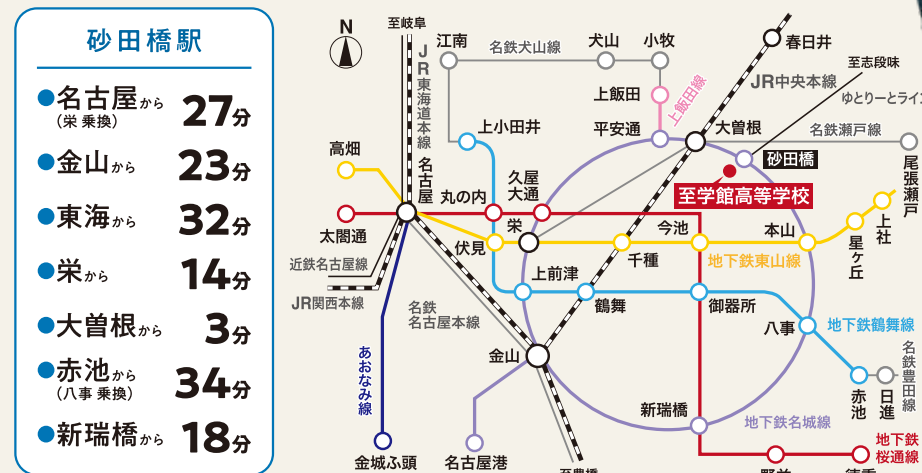 砂田橋駅
名古屋から 27分
(栄 乗換)
金山から 23分
東海から 32分
栄から 14分
大曽根から 3分
赤池から 34分
(八事 乗換)
新瑞橋から 18分
N
至岐阜
JR東海道本線
江南
名鉄犬山線
犬山
小牧
春日井
至志段味
JR中央本線
上飯田
上飯田線
平安通
大曽根
名鉄瀬戸線
上小田井
高畑
名古屋
丸の内
久屋
大通
砂田橋
至学館高等学校
尾張瀬戸
太閤通
伏見
栄
千種
今池
本山
星ヶ丘
上社
地下鉄東山線
近鉄名古屋線
JR関西本線
上前津
鶴舞
御器所
八事
地下鉄鶴舞線
名鉄
名古屋本線
金山
あおなみ線
名鉄豊田線
赤池
日進
新瑞橋
地下鉄名城線
地下鉄
桜通線
金城ふ頭
名古屋港